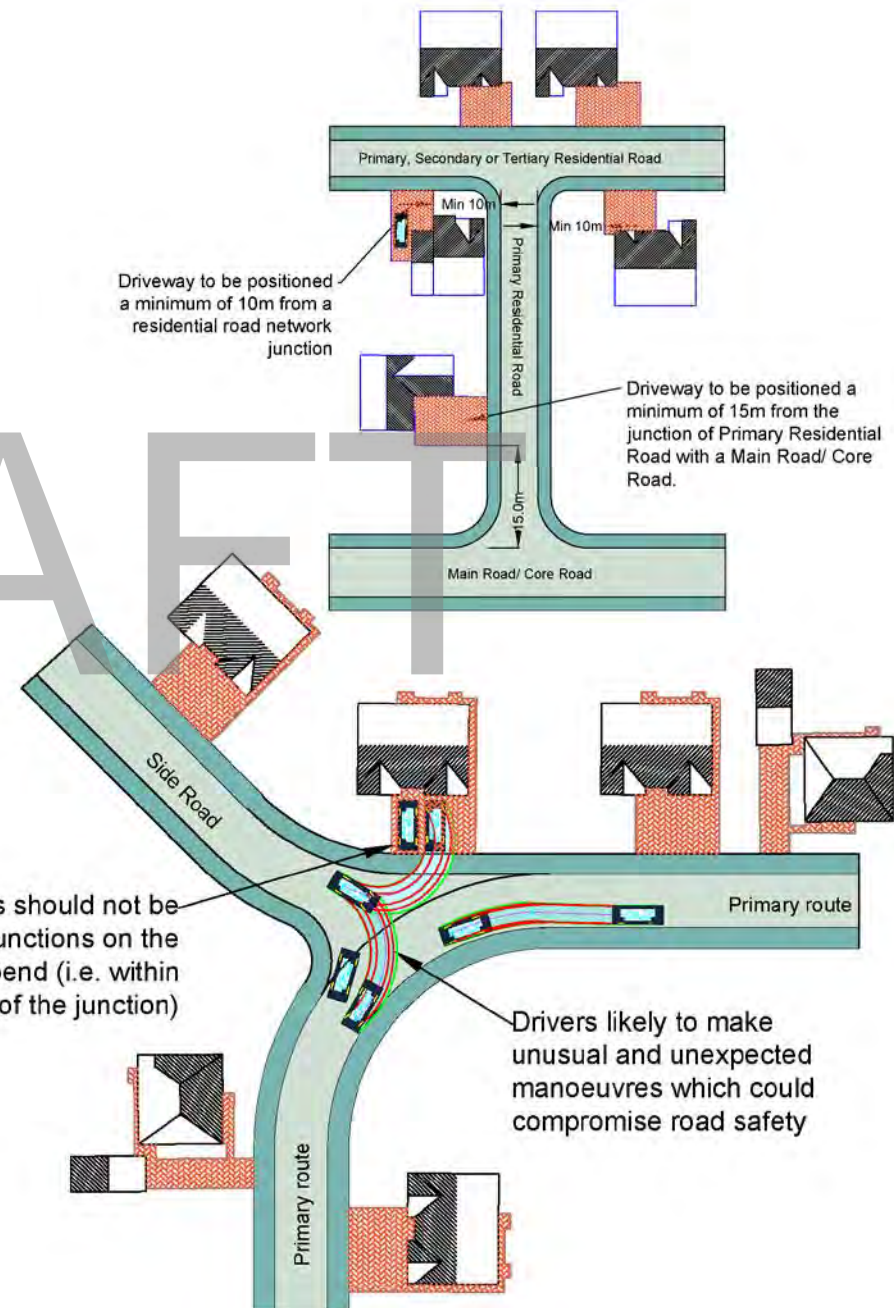 Primary, Secondary or Tertiary Residential Road
Min 10m
Min 10m
Primary Residential Road
Driveway to be positioned
a minimum of 10m from a
residential road network
junction
Driveway to be positioned a
minimum of 15m from the
junction of Primary Residential
Road with a Main Road/ Core
Road.
15.0m
Main Road/ Core Road
AFT
Side Road
s should not be
unctions on the
end (i.e. within
of the junction)
Primary route
Drivers likely to make
unusual and unexpected
manoeuvres which could
compromise road safety
Primary route